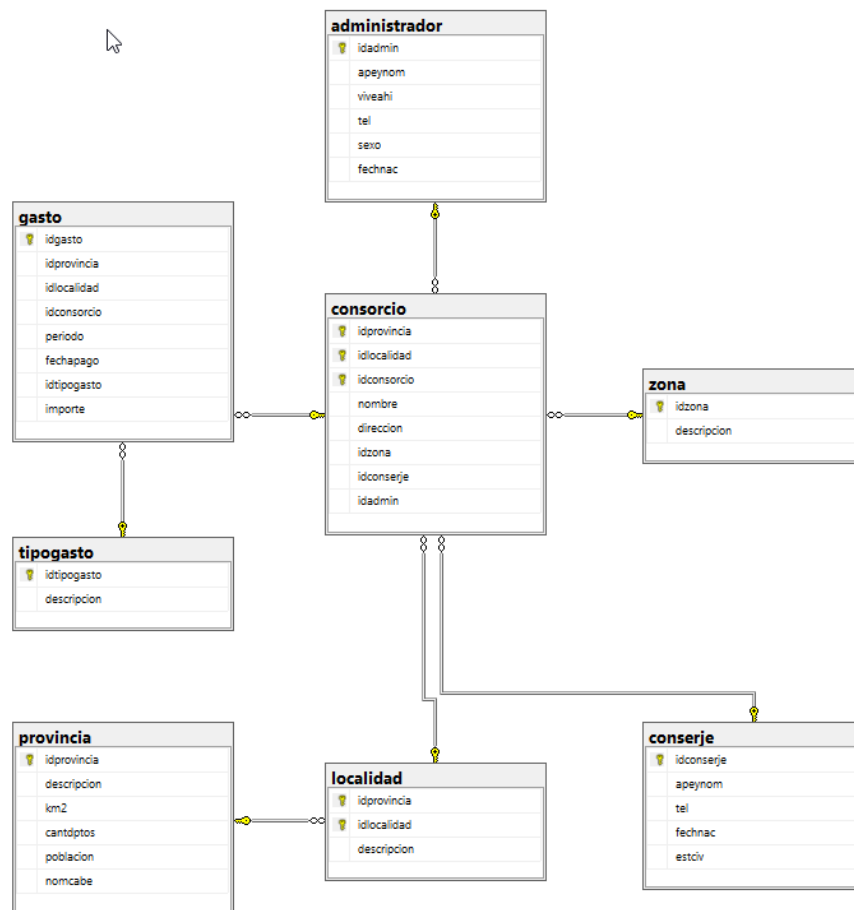 administrador
idadmin
apeynom
viveahi
tel
sexo
fechnac
gasto
idgasto
idprovincia
idlocalidad
idconsorcio
periodo
fechapago
idtipogasto
importe
consorcio
idprovincia
idlocalidad
idconsorcio
nombre
direccion
idzona
idconserje
idadmin
zona
idzona
descripcion
tipogasto
idtipogasto
descripcion
provincia
idprovincia
descripcion
km2
cantdptos
poblacion
nomcabe
localidad
idprovincia
idlocalidad
descripcion
conserje
idconserje
apeynom
tel
fechnac
estciv